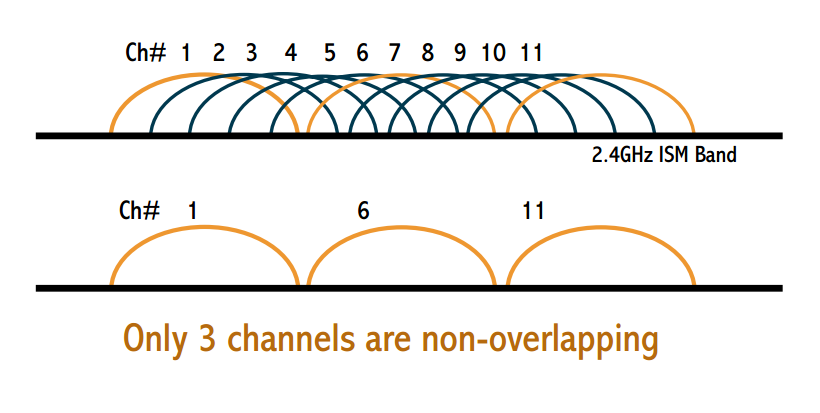 Ch# 1 2 3 4 5 6 7 8 9 10 11
2.4GHz ISM Band
Ch# 1 6 11
Only 3 channels are non-overlapping